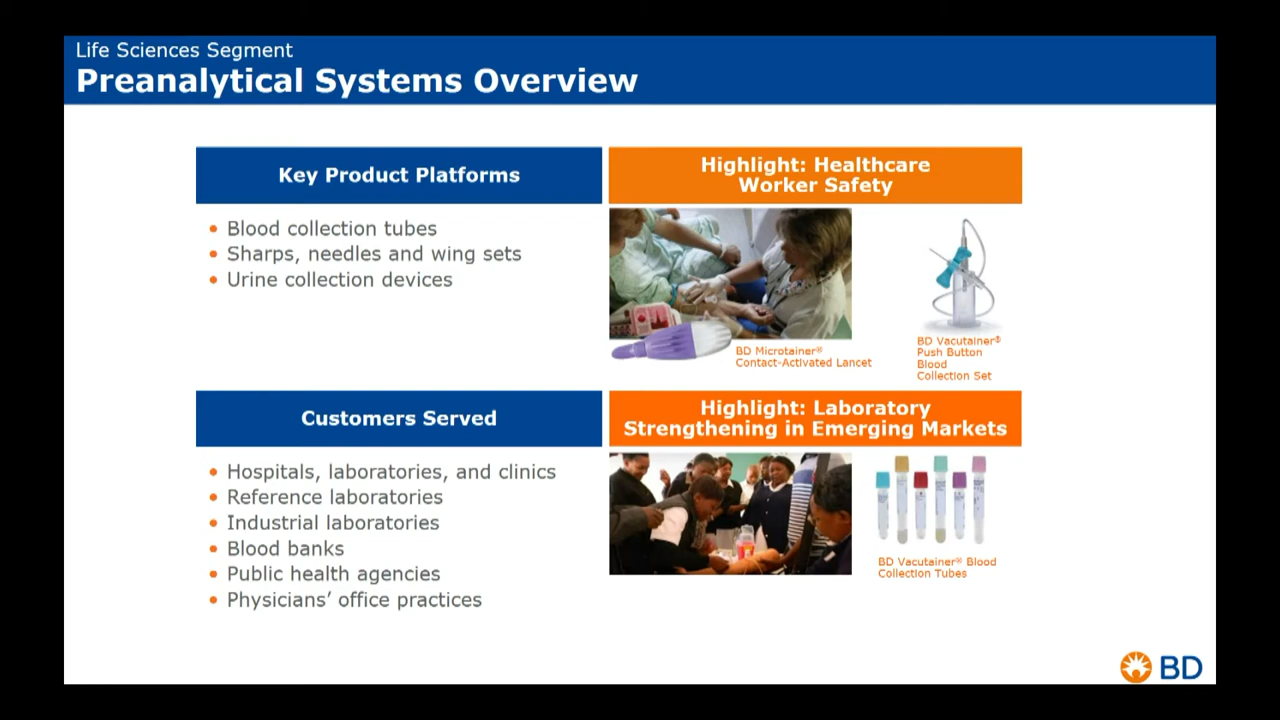 Life Sciences Segment
Preanalytical Systems Overview
Key Product Platforms
• Blood collection tubes
• Sharps, needles and wing sets
• Urine collection devices
Highlight: Healthcare
Worker Safety
BD Microtainer®
Contact-Activated Lancet
BD Vacutainer®
Push Button
Blood
Collection Set
Customers Served
• Hospitals, laboratories, and clinics
• Reference laboratories
• Industrial laboratories
• Blood banks
• Public health agencies
• Physicians’ office practices
Highlight: Laboratory
Strengthening in Emerging Markets
BD Vacutainer® Blood
Collection Tubes
BD